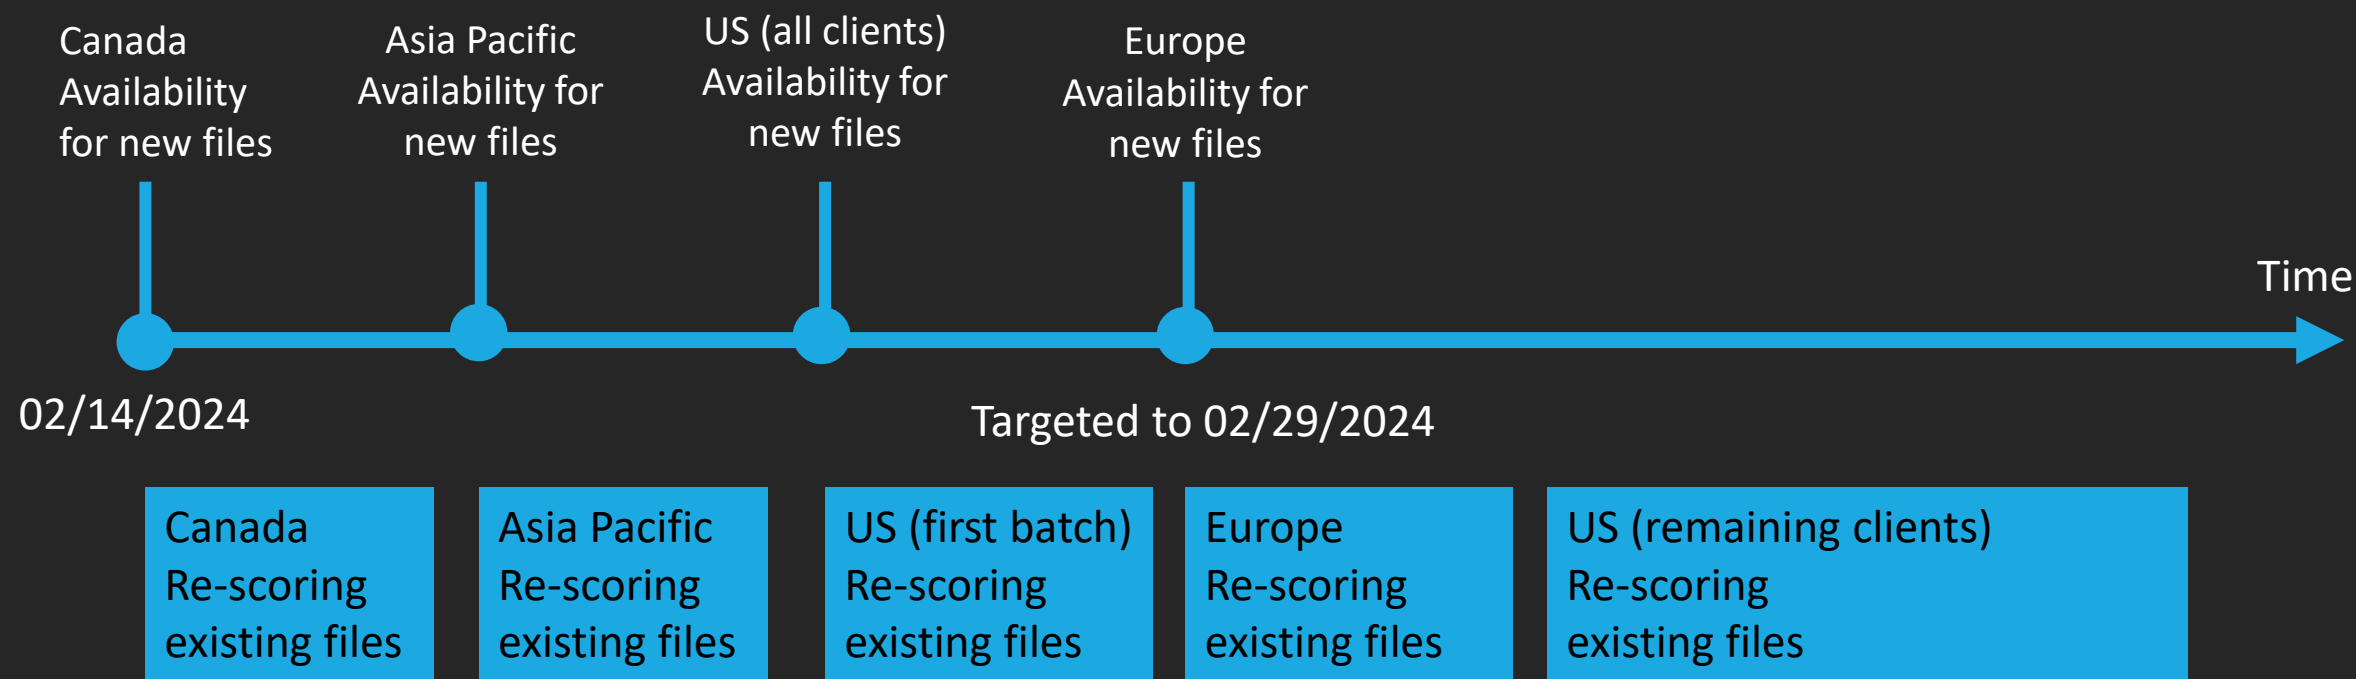 Canada
Availability
for new files
Asia Pacific
Availability for
new files
US (all clients)
Availability for
new files
Europe
Availability for
new files
Time
02/14/2024
Targeted to 02/29/2024
Canada
Re-scoring
existing files
Asia Pacific
Re-scoring
existing files
US (first batch)
Re-scoring
existing files
Europe
Re-scoring
existing files
US (remaining clients)
Re-scoring
existing files